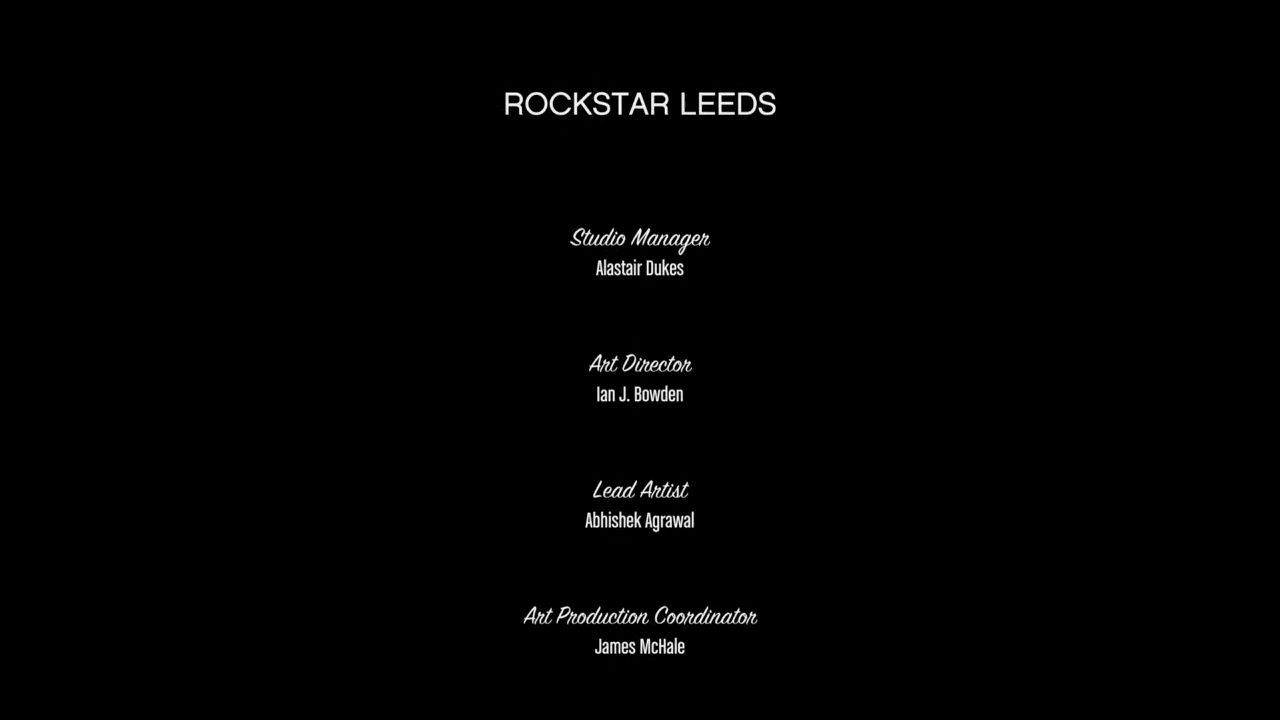 ROCKSTAR LEEDS
Studio Manager
Alastair Dukes
Art Director
Ian J. Bowden
Lead Artist
Abhishek Agrawal
Art Production Coordinator
James McHale